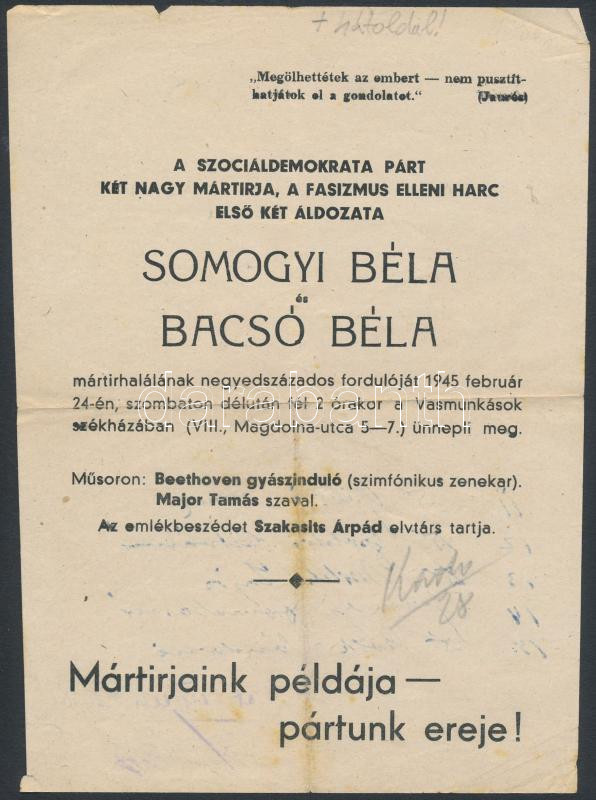 + hátoldal!
„Megölhettétek az embert — nem pusztít-
hatjátok el a gondolatot.“ (Jaurés)
A SZOCIÁLDEMOKRATA PÁRT
KÉT NAGY MÁRTIRJA, A FASIZMUS ELLENI HARC
ELSŐ KÉT ÁLDOZATA
SOMOGYI BÉLA
és
BACSÓ BÉLA
mártirhalálának negyedszázados fordulóját 1945 február
24-én, szombaton délután fél 2 órakor a Vasmunkások
székházában (VIII., Magdolna-utca 5—7.) ünnepli meg.
darabanth
Műsoron: Beethoven gyászinduló (szimfónikus zenekar).
Major Tamás szaval.
Az emlékbeszédet Szakasits Árpád elvtárs tartja.
28
Mártirjaink példája —
pártunk ereje!